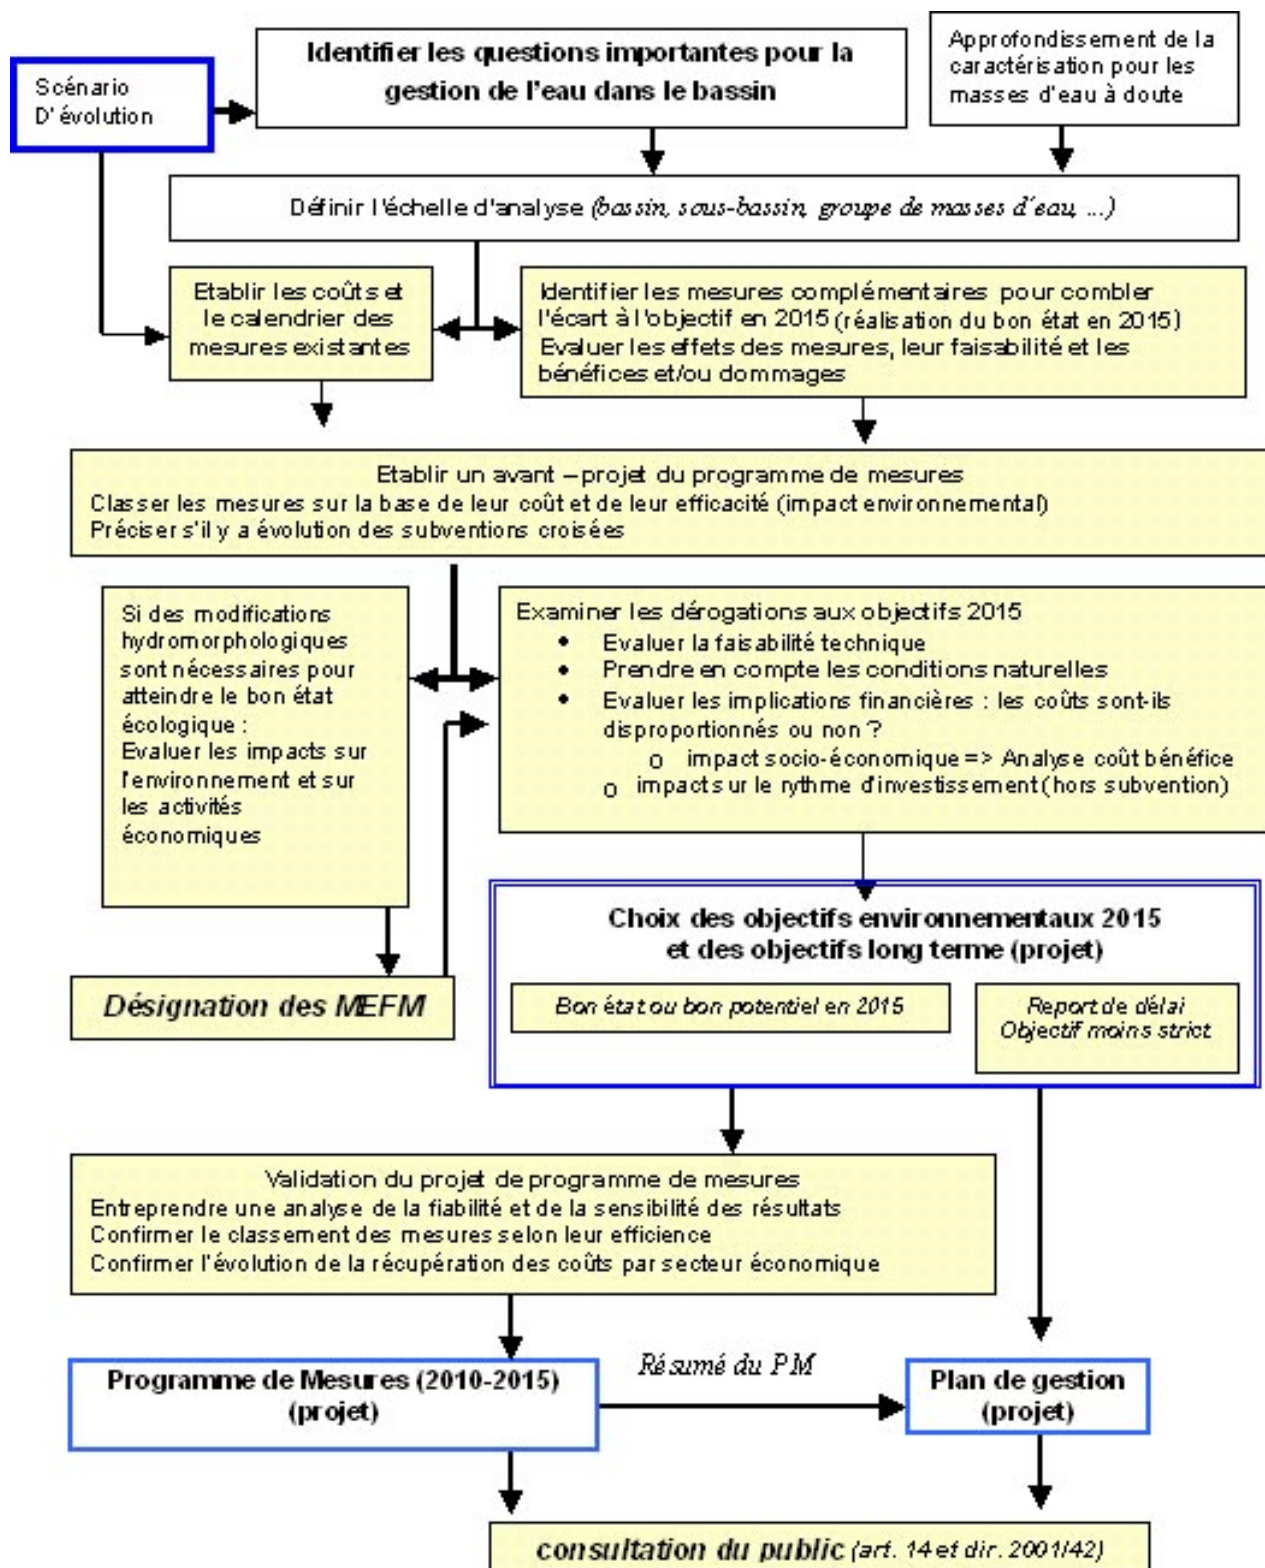 Identifier les questions importantes pour la
gestion de l'eau dans le bassin
Approfondissement de la
caractérisation pour les
masses d'eau à doute
Scénario
D'évolution
Définir l'échelle d'analyse (bassin, sous-bassin, groupe de masses d'eau, ...)
Etablir les coûts et
le calendrier des
mesures existantes
Identifier les mesures complémentaires pour combler
l'écart à l'objectif en 2015 (réalisation du bon état en 2015)
Evaluer les effets des mesures, leur faisabilité et les
bénéfices et/ou dommages
Etablir un avant – projet du programme de mesures
Classer les mesures sur la base de leur coût et de leur efficacité (impact environnemental)
Préciser s'il y a évolution des subventions croisées
Si des modifications
hydromorphologiques
sont nécessaires pour
atteindre le bon état
écologique :
Evaluer les impacts sur
l'environnement et sur
les activités
économiques
Examiner les dérogations aux objectifs 2015
• Evaluer la faisabilité technique
• Prendre en compte les conditions naturelles
• Evaluer les implications financières : les coûts sont-ils
disproportionnés ou non ?
o impact socio-économique => Analyse coût bénéfice
o impacts sur le rythme d'investissement (hors subvention)
Désignation des MEFM
Choix des objectifs environnementaux 2015
et des objectifs long terme (projet)
Bon état ou bon potentiel en 2015
Report de délai
Objectif moins strict
Validation du projet de programme de mesures
Entreprendre une analyse de la fiabilité et de la sensibilité des résultats
Confirmer le classement des mesures selon leur efficience
Confirmer l'évolution de la récupération des coûts par secteur économique
Programme de Mesures (2010-2015)
(projet)
Résumé du PM
Plan de gestion
(projet)
consultation du public (art. 14 et dir. 2001/42)